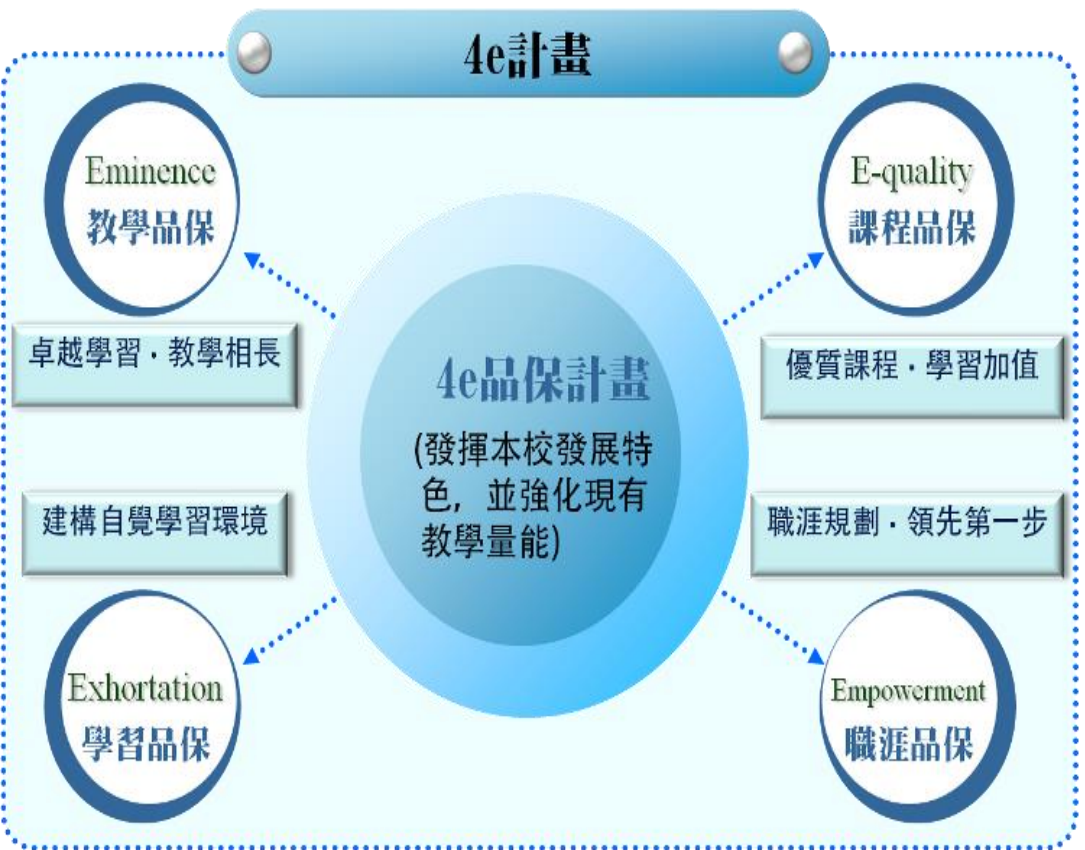 4e計畫
Eminence
教學品保
E-quality
課程品保
卓越學習．教學相長
優質課程．學習加值
4e品保計畫
(發揮本校發展特
色，並強化現有
教學量能)
建構自覺學習環境
職涯規劃．領先第一步
Exhortation
學習品保
Empowerment
職涯品保